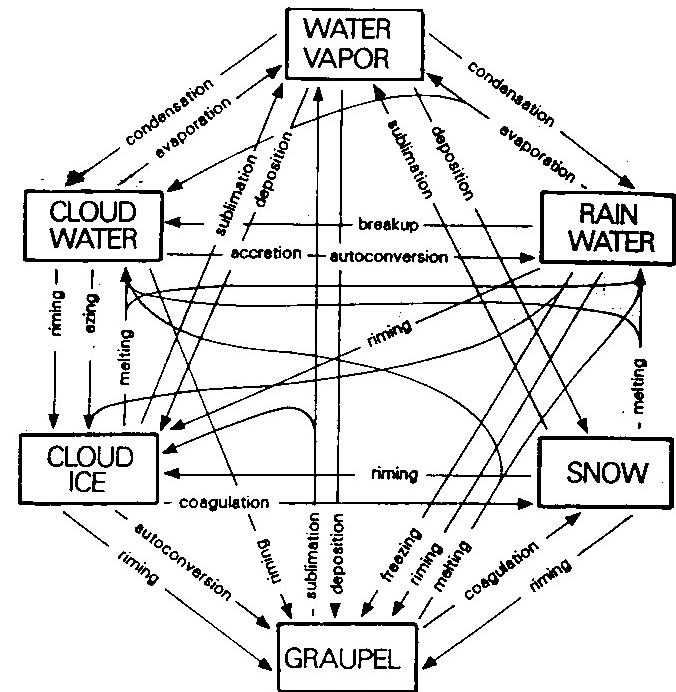 WATER
VAPOR
condensation
condensation
evaporation
evaporation
sublimation
deposition
sublimation
deposition
CLOUD
WATER
RAIN
WATER
breakup
accretion
autoconversion
riming
ezing
melting
riming
melting
CLOUD
ICE
SNOW
riming
coagulation
autoconversion
riming
riming
sublimation
deposition
freezing
riming
melting
coagulation
riming
GRAUPEL